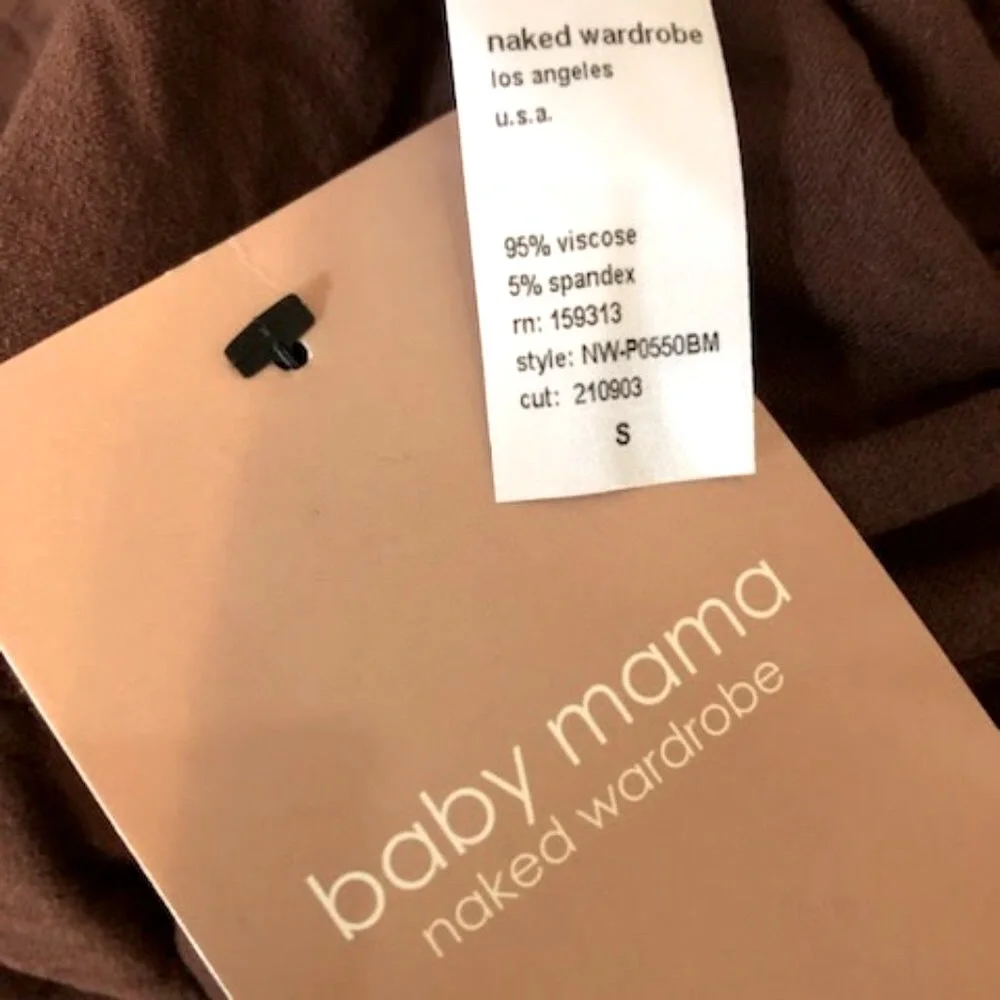 naked wardrobe
los angeles
u.s.a.
95% viscose
5% spandex
rn: 159313
style: NW-P0550BM
cut: 210903
S
baby mama
naked wardrobe